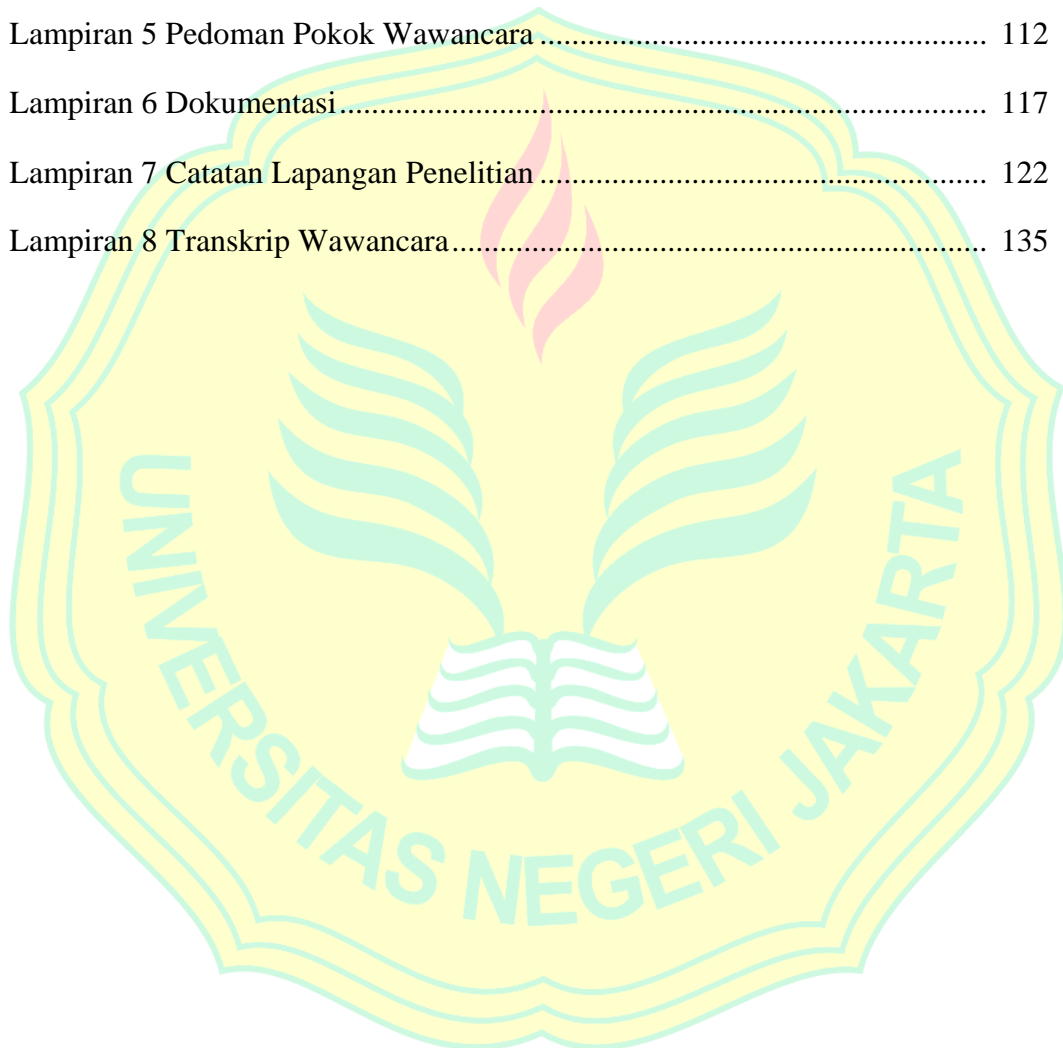 Lampiran 5 Pedoman Pokok Wawancara ........................................................................ 112
Lampiran 6 Dokumentasi........................................................................................................ 117
Lampiran 7 Catatan Lapangan Penelitian ........................................................................ 122
Lampiran 8 Transkrip Wawancara...................................................................................... 135
UNIVERSITAS NEGERI JAKARTA